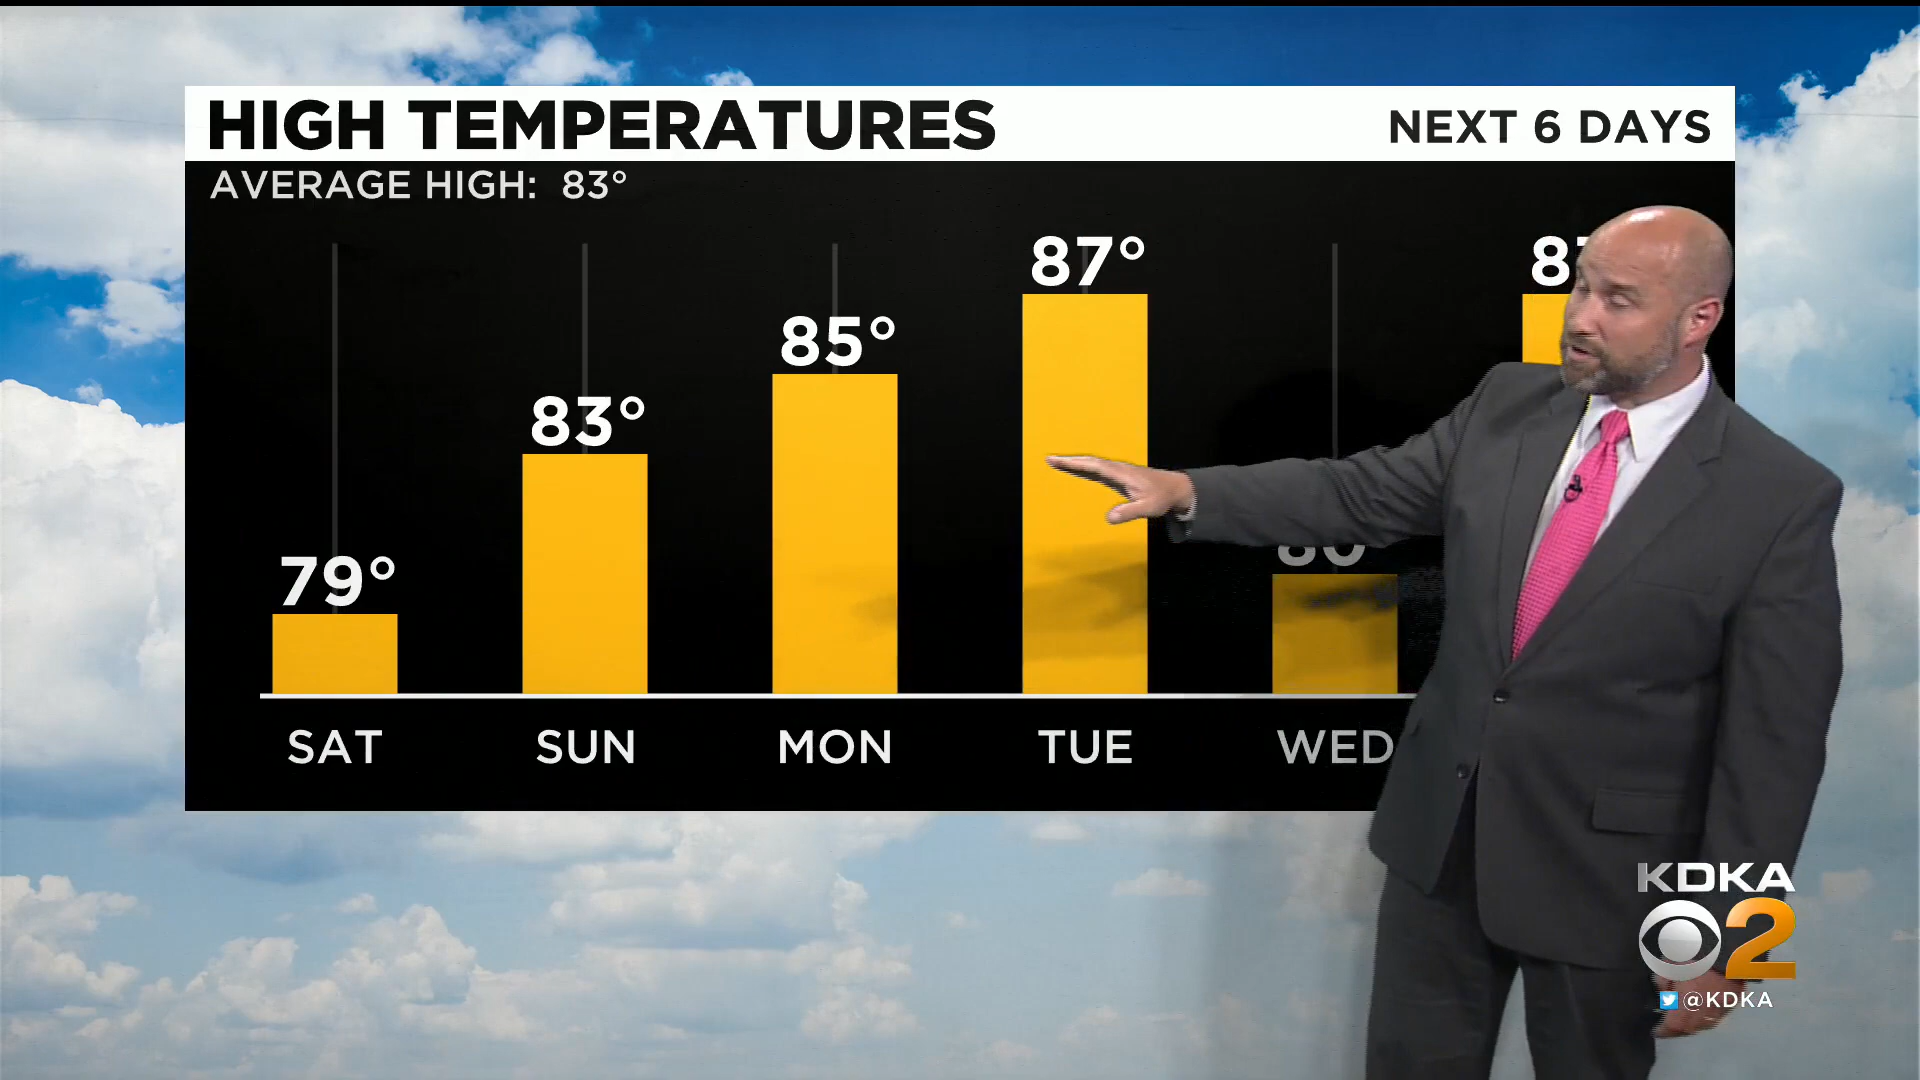 HIGH TEMPERATURES
NEXT 6 DAYS
AVERAGE HIGH: 83°
79°
83°
85°
87°
SAT
SUN
MON
TUE
WED
KDKA
2
@KDKA